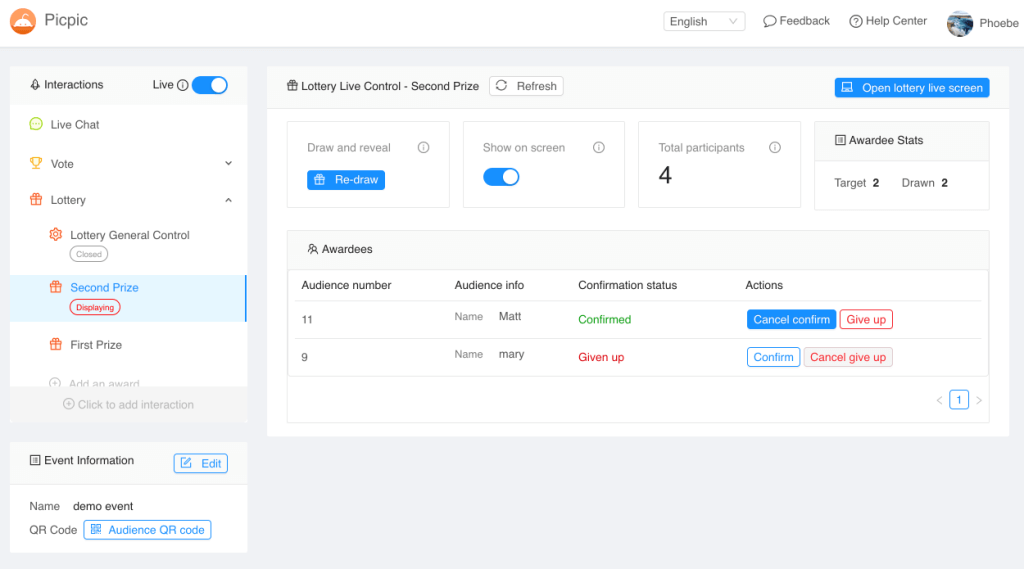 Picpic
English
Feedback
Help Center
Phoebe
Interactions
Live
Live Chat
Vote
Lottery
Lottery General Control
Closed
Second Prize
Displaying
First Prize
Add an award
Click to add interaction
Event Information
Edit
Name demo event
QR Code Audience QR code
Lottery Live Control - Second Prize
Refresh
Open lottery live screen
Draw and reveal
Re-draw
Show on screen
Total participants
4
Awardee Stats
Target 2 Drawn 2
Awardees
Audience number Audience info Confirmation status Actions
11 Name Matt Confirmed Cancel confirm Give up
9 Name mary Given up Confirm Cancel give up
< 1 >